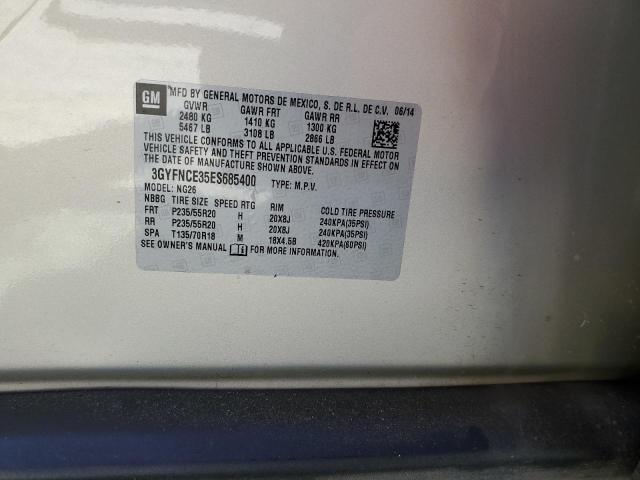 GM
MFD BY GENERAL MOTORS DE MEXICO, S. DE R.L. DE C.V. 06/14
GVWR GAWR FRT GAWR RR
2480 KG 1410 KG 1300 KG
5467 LB 3108 LB 2866 LB
THIS VEHICLE CONFORMS TO ALL APPLICABLE U.S. FEDERAL MOTOR
VEHICLE SAFETY, BUMPER, AND THEFT PREVENTION STANDARDS IN EFFECT
ON THE DATE OF MANUFACTURE SHOWN ABOVE.
3GYFNCE35ES685400 TYPE: M.P.V.
MODEL: NG26
NBBG TIRE SIZE SPEED RTG RIM COLD TIRE PRESSURE
FRT P235/55R20 H 20X8J 240KPA(35PSI)
RR P235/55R20 H 20X8J 240KPA(35PSI)
SPA T135/70R18 M 18X4.5B 420KPA(60PSI)
SEE OWNER'S MANUAL FOR MORE INFORMATION.